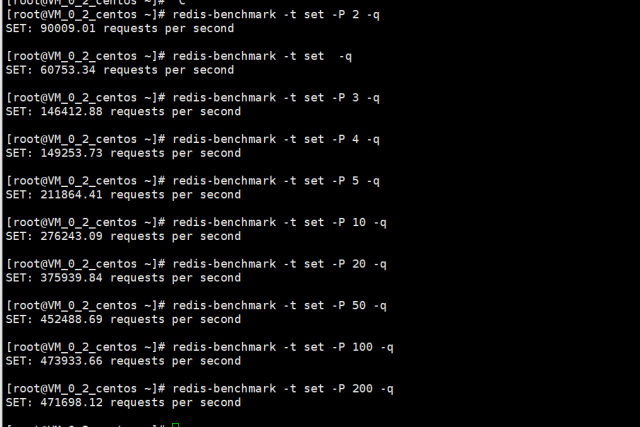 [root@VM_0_2_centos ~]# ^C
[root@VM_0_2_centos ~]# redis-benchmark -t set -P 2 -q
SET: 90009.01 requests per second
[root@VM_0_2_centos ~]# redis-benchmark -t set  -q
SET: 60753.34 requests per second
[root@VM_0_2_centos ~]# redis-benchmark -t set -P 3 -q
SET: 146412.88 requests per second
[root@VM_0_2_centos ~]# redis-benchmark -t set -P 4 -q
SET: 149253.73 requests per second
[root@VM_0_2_centos ~]# redis-benchmark -t set -P 5 -q
SET: 211864.41 requests per second
[root@VM_0_2_centos ~]# redis-benchmark -t set -P 10 -q
SET: 276243.09 requests per second
[root@VM_0_2_centos ~]# redis-benchmark -t set -P 20 -q
SET: 375939.84 requests per second
[root@VM_0_2_centos ~]# redis-benchmark -t set -P 50 -q
SET: 452488.69 requests per second
[root@VM_0_2_centos ~]# redis-benchmark -t set -P 100 -q
SET: 473933.66 requests per second
[root@VM_0_2_centos ~]# redis-benchmark -t set -P 200 -q
SET: 471698.12 requests per second